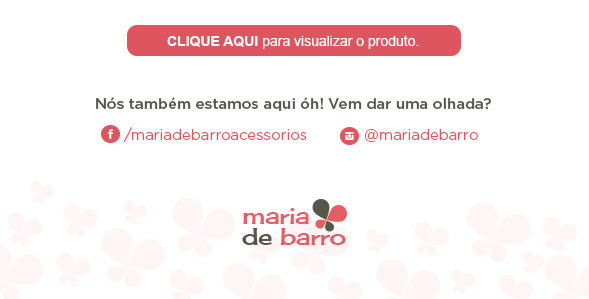 CLIQUE AQUI para visualizar o produto.
Nós também estamos aqui óh! Vem dar uma olhada?
/mariadebarroacessorios
@mariadebarro
maria
de barro